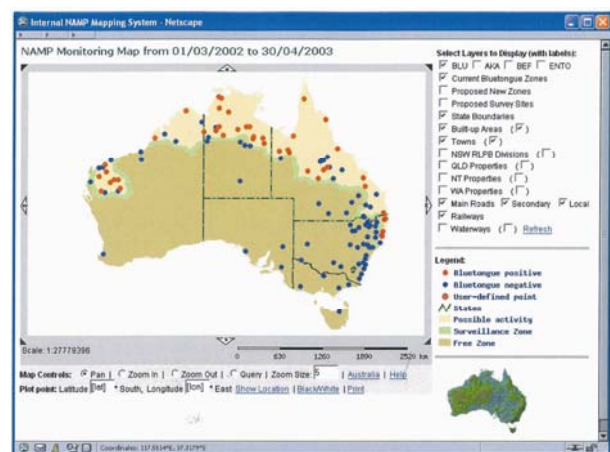 Internal NAMP Mapping System - Netscape
NAMP Monitoring Map from 01/03/2002 to 30/04/2003
Select Layers to Display (with labels):
BLU AKA BEF ENTO
Current Bluetongue Zones
Proposed New Zones
Proposed Survey Sites
State Boundaries
Built-up Areas ( )
Towns ( )
NSW RLPB Divisions ( )
QLD Properties ( )
NT Properties ( )
WA Properties ( )
Main Roads Secondary Local
Railways
Waterways ( ) Refresh
Legend:
Bluetongue positive
Bluetongue negative
User-defined point
States
Possible activity
Surveillance Zone
Free Zone
Scale: 1:27779396
0 630 1260 1890 2520 km
Map Controls: Pan | Zoom In | Zoom Out | Query | Zoom Size: 5 | Australia | Help
Plot point: Latitude [lat] * South, Longitude [lon] * East Show Location | Black/White | Print